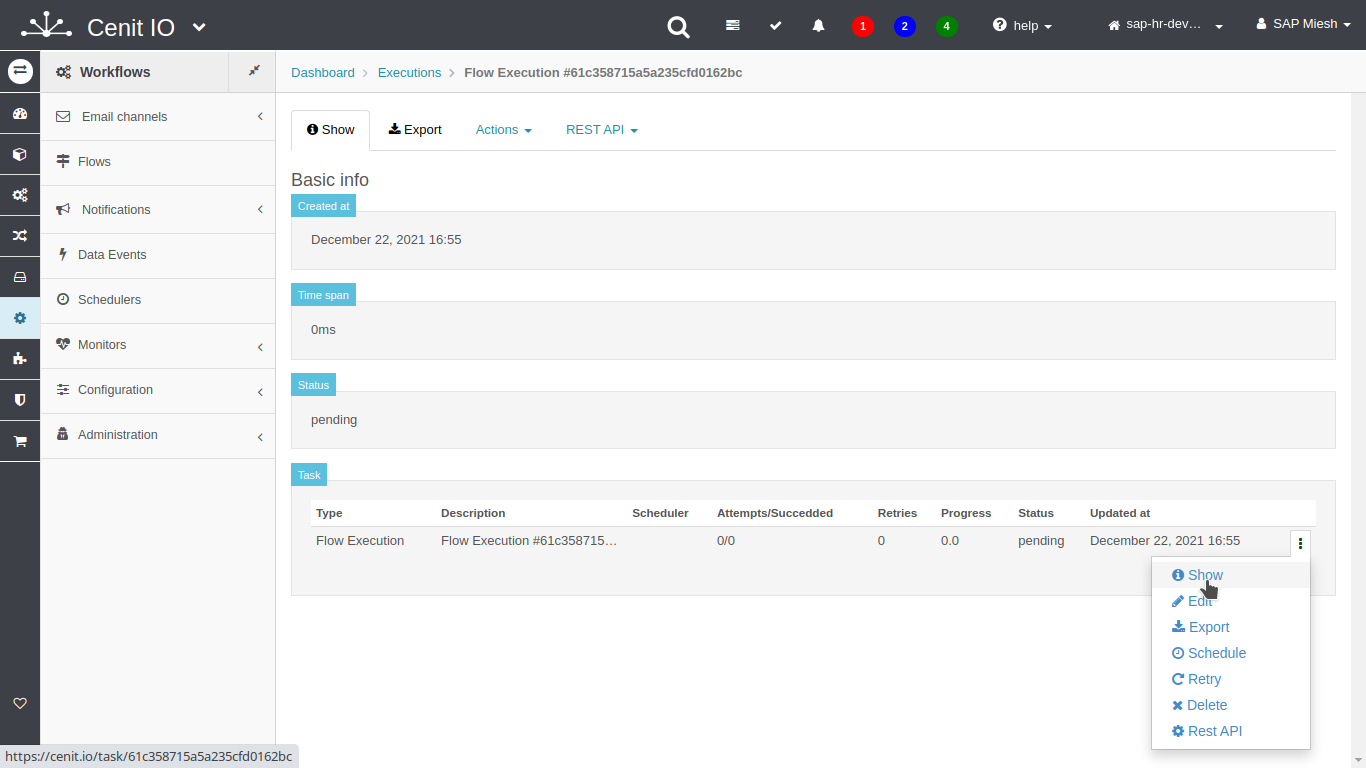 Cenit IO
1 2 4 help sap-hr-dev... SAP Miesh
Workflows
Dashboard Executions Flow Execution #61c358715a5a235cfd0162bc
Email channels
Flows
Notifications
Data Events
Schedulers
Monitors
Configuration
Administration
Show Export Actions REST API
Basic info
Created at
December 22, 2021 16:55
Time span
0ms
Status
pending
Task
Type Description Scheduler Attempts/Succedded Retries Progress Status Updated at
Flow Execution Flow Execution #61c358715... 0/0 0 0.0 pending December 22, 2021 16:55
Show
Edit
Export
Schedule
Retry
Delete
Rest API
https://cenit.io/task/61c358715a5a235cfd0162bc